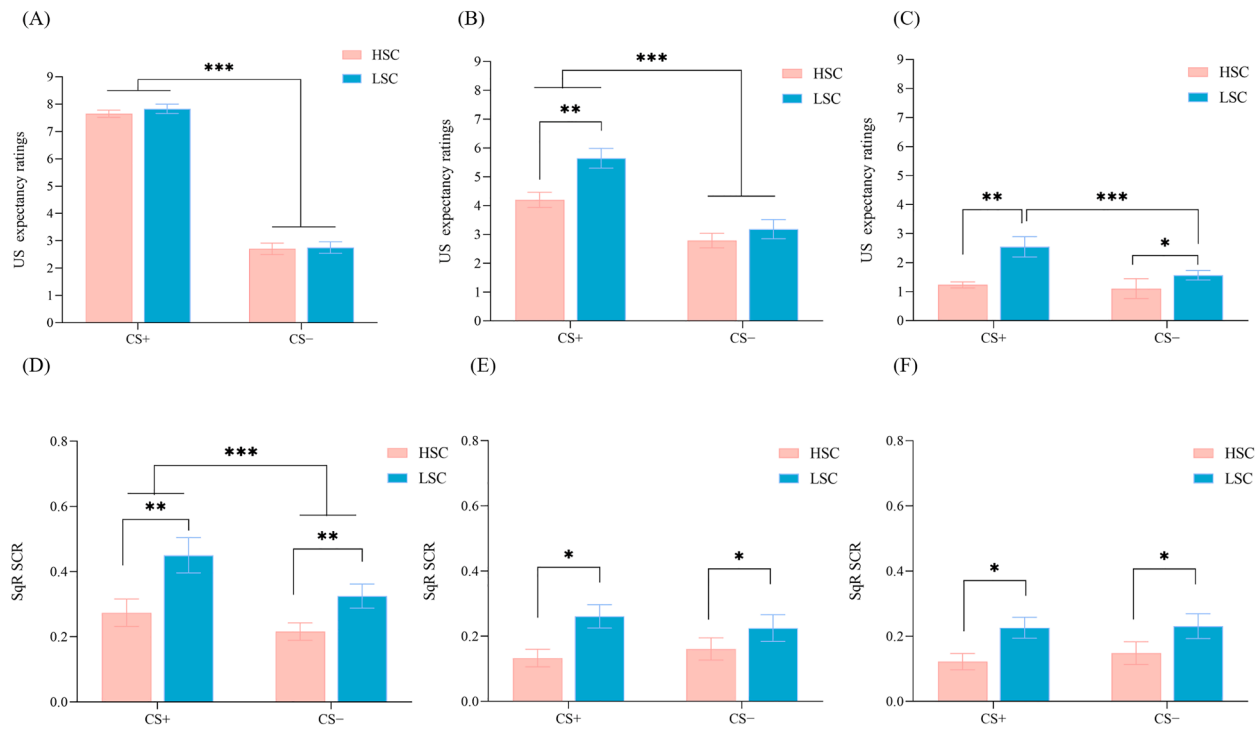 (A)
HSC
LSC
***
US expectancy ratings
9
8
7
6
5
4
3
2
1
0
CS+
CS−
(B)
HSC
LSC
***
**
US expectancy ratings
9
8
7
6
5
4
3
2
1
0
CS+
CS−
(C)
HSC
LSC
**
***
*
US expectancy ratings
9
8
7
6
5
4
3
2
1
0
CS+
CS−
(D)
HSC
LSC
***
**
**
SqR SCR
0.8
0.6
0.4
0.2
0.0
CS+
CS−
(E)
HSC
LSC
*
*
SqR SCR
0.8
0.6
0.4
0.2
0.0
CS+
CS−
(F)
HSC
LSC
*
*
SqR SCR
0.8
0.6
0.4
0.2
0.0
CS+
CS−